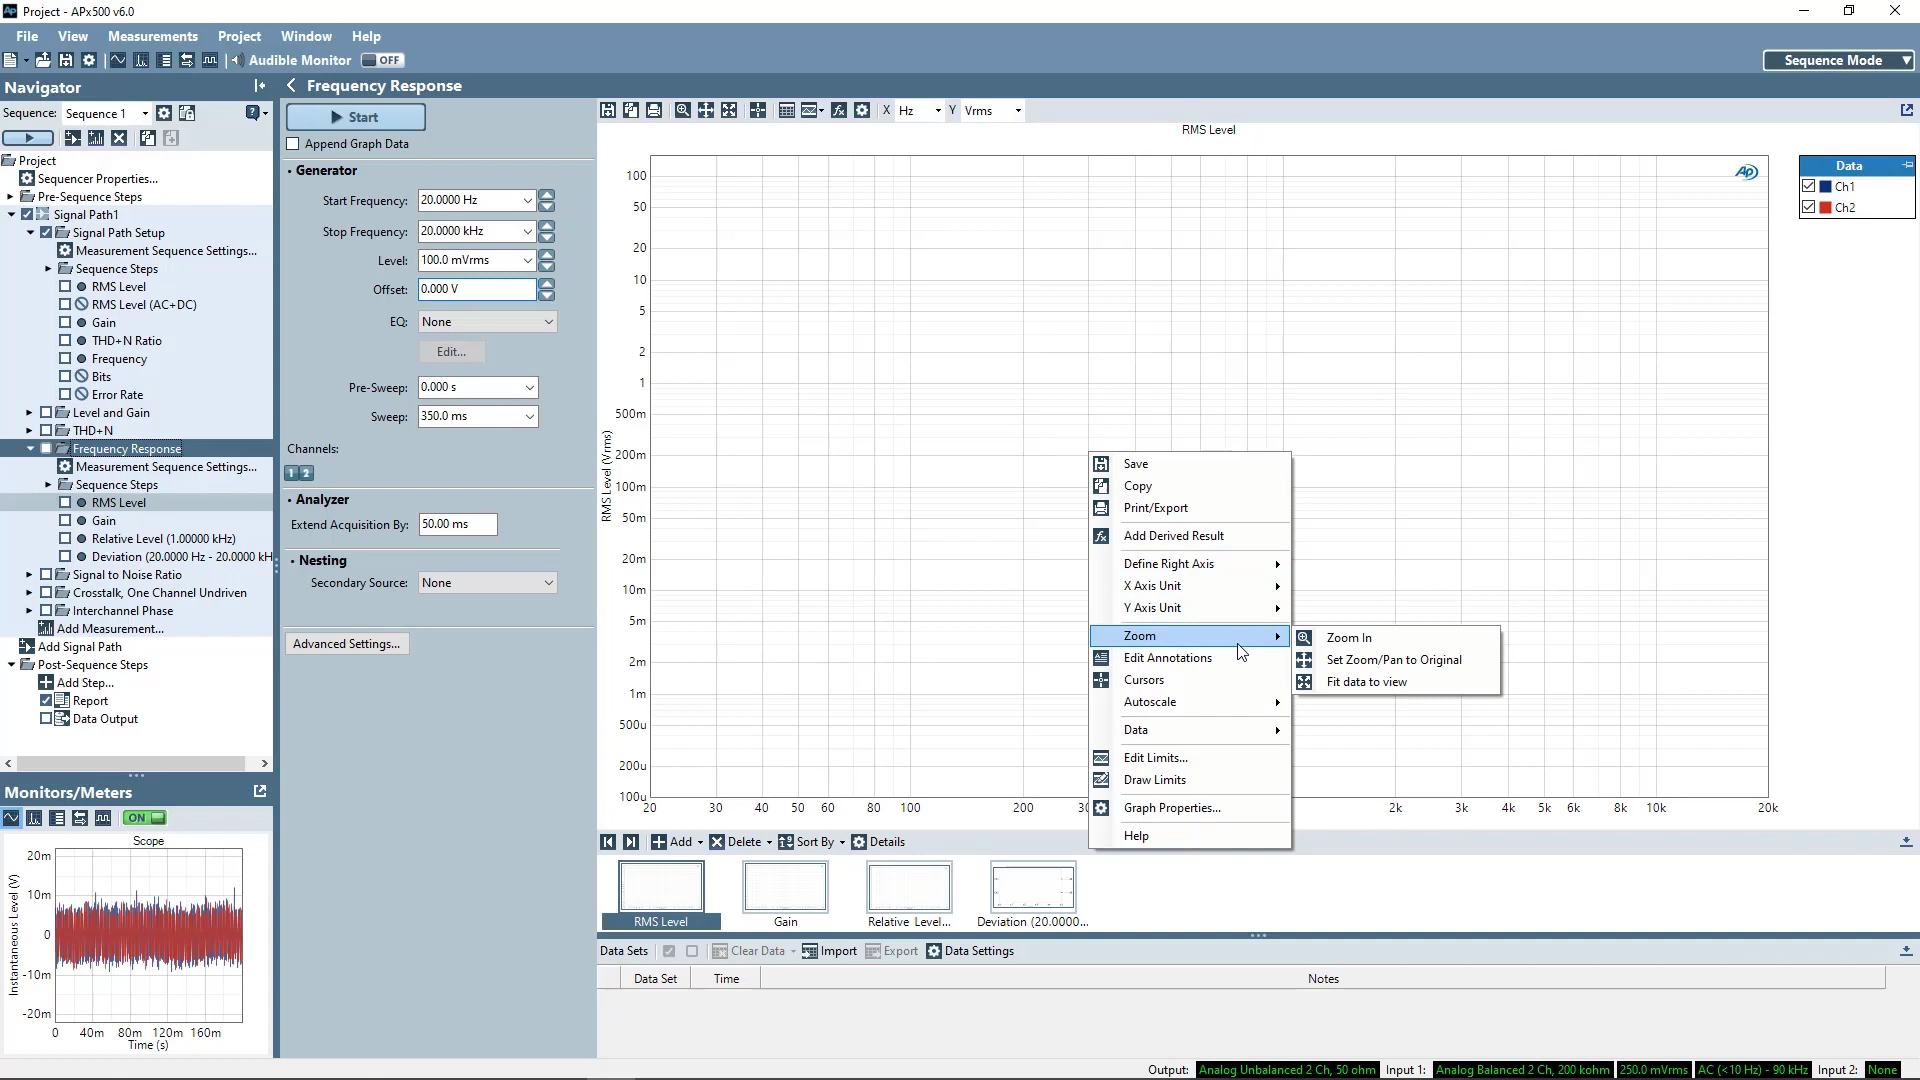 Project - APx500 v6.0
File View Measurements Project Window Help
Audible Monitor OFF
Sequence Mode
Navigator
Sequence: Sequence 1
Project
Sequencer Properties...
Pre-Sequence Steps
Signal Path1
Signal Path Setup
Measurement Sequence Settings...
Sequence Steps
RMS Level
RMS Level (AC+DC)
Gain
THD+N Ratio
Frequency
Bits
Error Rate
Level and Gain
THD+N
Frequency Response
Measurement Sequence Settings...
Sequence Steps
RMS Level
Gain
Relative Level (1.00000 kHz)
Deviation (20.0000 Hz - 20.0000 kH
Signal to Noise Ratio
Crosstalk, One Channel Undriven
Interchannel Phase
Add Measurement...
Add Signal Path
Post-Sequence Steps
Add Step...
Report
Data Output
Monitors/Meters
ON
Scope
Instantaneous Level (V)
20m
10m
0
-10m
-20m
0 40m 80m 120m 160m
Time (s)
Frequency Response
Start
Append Graph Data
Generator
Start Frequency: 20.0000 Hz
Stop Frequency: 20.0000 kHz
Level: 100.0 mVrms
Offset: 0.000 V
EQ: None
Edit...
Pre-Sweep: 0.000 s
Sweep: 350.0 ms
Channels:
1 2
Analyzer
Extend Acquisition By: 50.00 ms
Nesting
Secondary Source: None
Advanced Settings...
X Hz Y Vrms
RMS Level
AP
RMS Level (Vrms)
100
50
20
10
5
2
1
500m
200m
100m
50m
20m
10m
5m
2m
1m
500u
200u
100u
20 30 40 50 60 80 100 200 30 2k 3k 4k 5k 6k 8k 10k 20k
Data
Ch1
Ch2
Save
Copy
Print/Export
Add Derived Result
Define Right Axis
X Axis Unit
Y Axis Unit
Zoom
Edit Annotations
Cursors
Autoscale
Data
Edit Limits...
Draw Limits
Graph Properties...
Help
Zoom In
Set Zoom/Pan to Original
Fit data to view
Add Delete Sort By Details
RMS Level Gain Relative Level... Deviation (20.0000...
Data Sets Clear Data Import Export Data Settings
Data Set Time Notes
Output: Analog Unbalanced 2 Ch, 50 ohm Input 1: Analog Balanced 2 Ch, 200 kohm 250.0 mVrms AC (<10 Hz) - 90 kHz Input 2: None